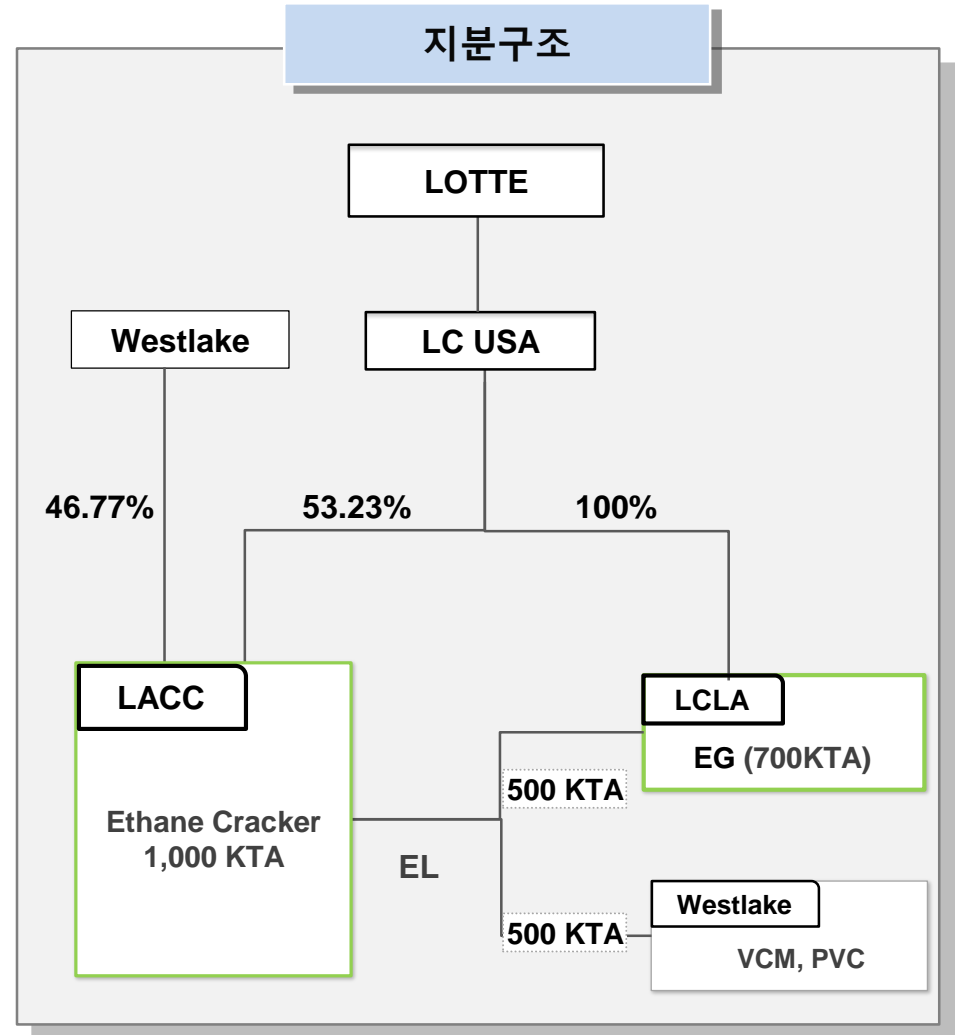 지분구조
LOTTE
Westlake
LC USA
46.77%
53.23%
100%
LACC
Ethane Cracker
1,000 KTA
EL
500 KTA
500 KTA
LCLA
EG (700KTA)
Westlake
VCM, PVC